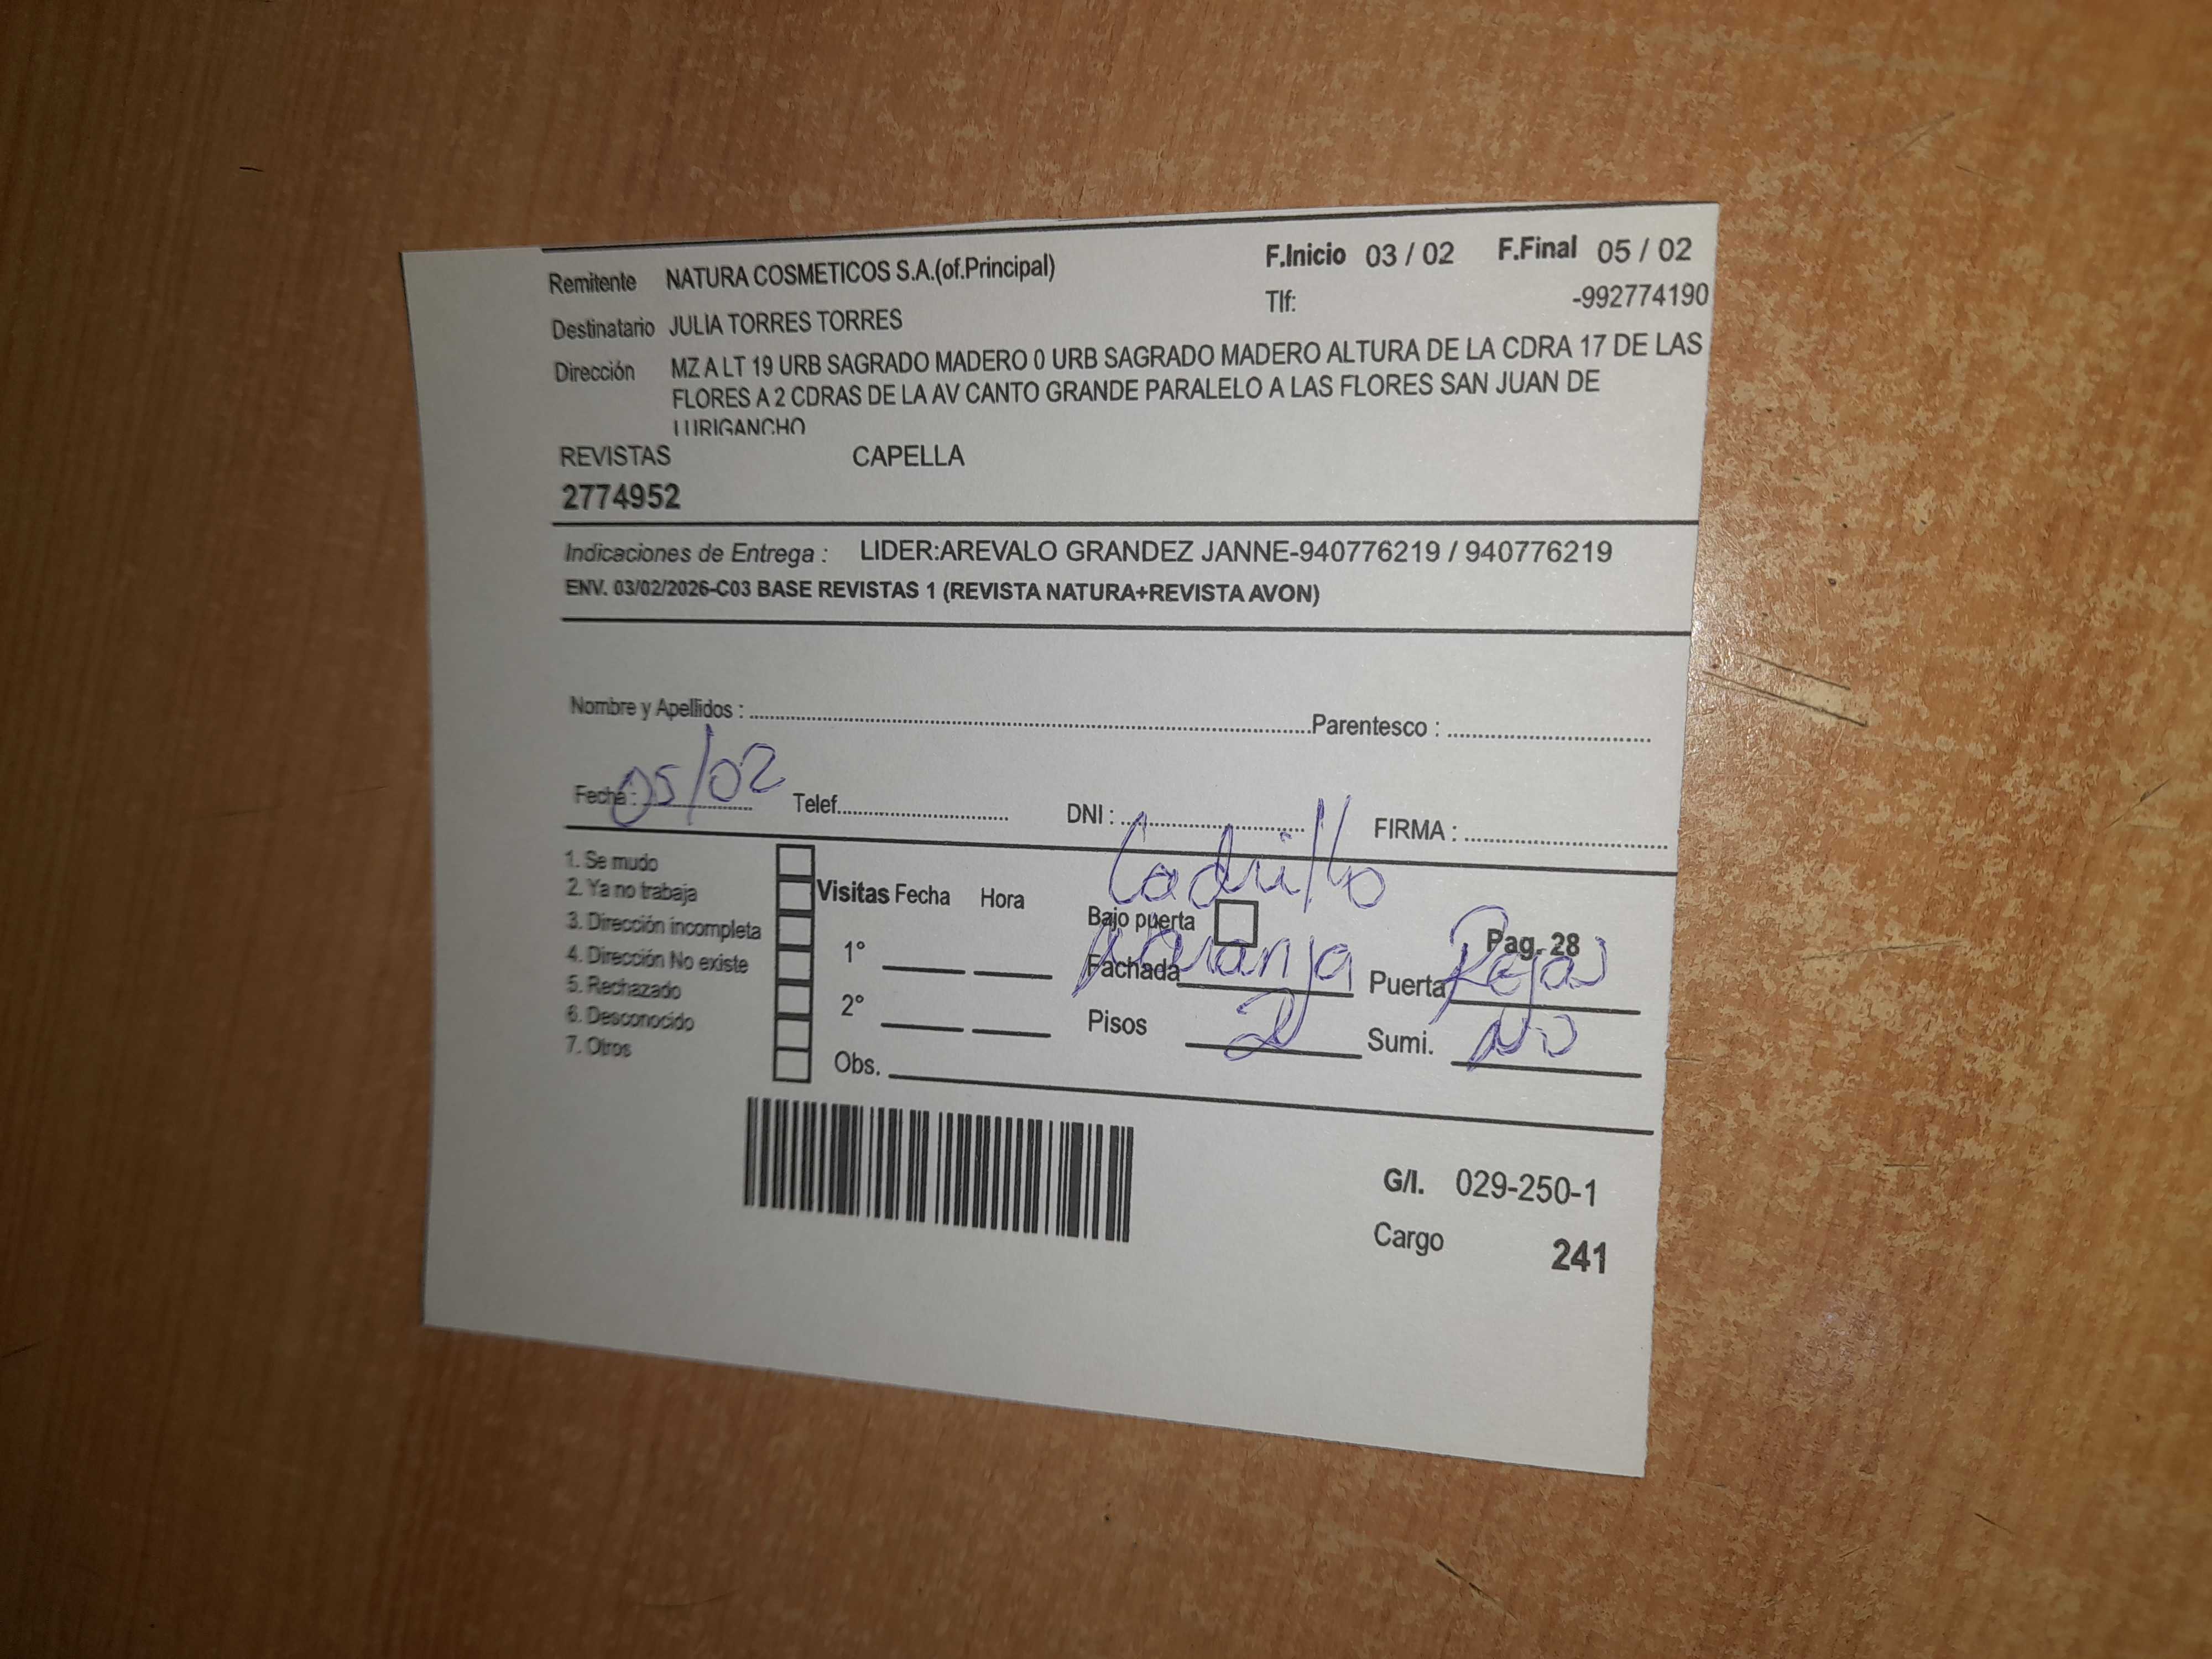 Remitente NATURA COSMETICOS S.A.(of.Principal) F.Inicio 03 / 02 F.Final 05 / 02
Destinatario JULIA TORRES TORRES Tlf: -992774190
Dirección MZ A LT 19 URB SAGRADO MADERO 0 URB SAGRADO MADERO ALTURA DE LA CDRA 17 DE LAS
FLORES A 2 CDRAS DE LA AV CANTO GRANDE PARALELO A LAS FLORES SAN JUAN DE
LURIGANCHO
REVISTAS CAPELLA
2774952
Indicaciones de Entrega : LIDER:AREVALO GRANDEZ JANNE-940776219 / 940776219
ENV. 03/02/2026-C03 BASE REVISTAS 1 (REVISTA NATURA+REVISTA AVON)
Nombre y Apellidos : Parentesco :
Fecha : 05/02 Telef. DNI : FIRMA :
1. Se mudo
2. Ya no trabaja
3. Dirección incompleta
4. Dirección No existe
5. Rechazado
6. Desconocido
7. Otros
Visitas Fecha Hora
1°
2°
Obs.
Ladrillo
Bajo puerta Pag. 28
Fachada Naranja Puerta Rejas
Pisos 2 Sumi. NO
G/I. 029-250-1
Cargo 241